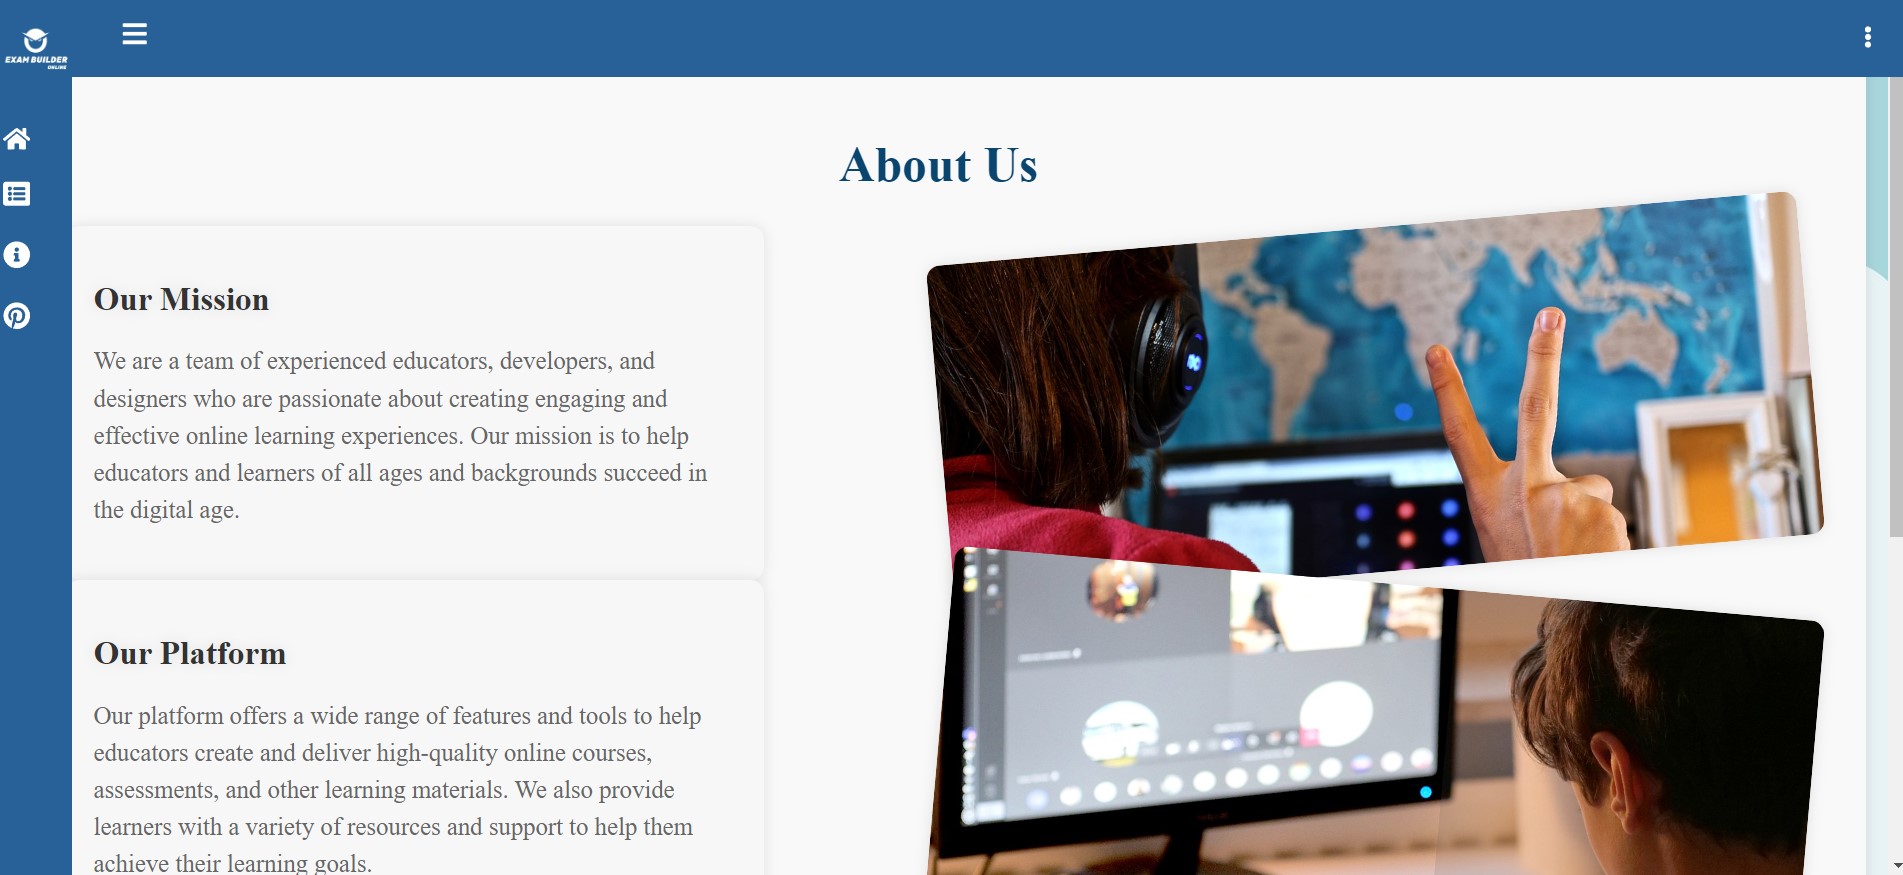 EXAM BUILDER
ONLINE
About Us
Our Mission
We are a team of experienced educators, developers, and
designers who are passionate about creating engaging and
effective online learning experiences. Our mission is to help
educators and learners of all ages and backgrounds succeed in
the digital age.
Our Platform
Our platform offers a wide range of features and tools to help
educators create and deliver high-quality online courses,
assessments, and other learning materials. We also provide
learners with a variety of resources and support to help them
achieve their learning goals.